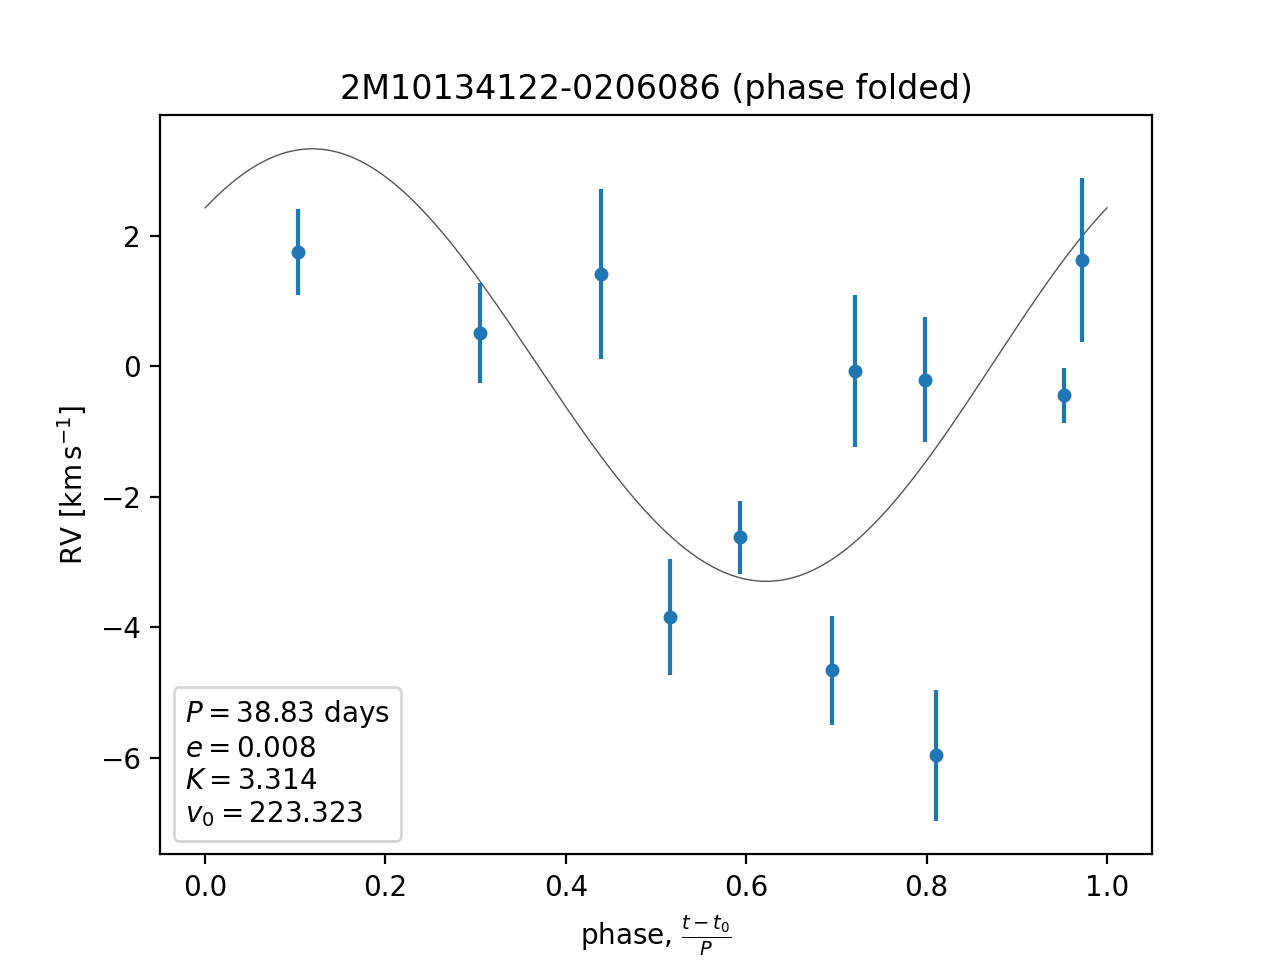 2M10134122-0206086 (phase folded)
RV [km s⁻¹]
2
0
−2
−4
−6
P = 38.83 days
e = 0.008
K = 3.314
v₀ = 223.323
0.0 0.2 0.4 0.6 0.8 1.0
phase, (t − t₀)/P